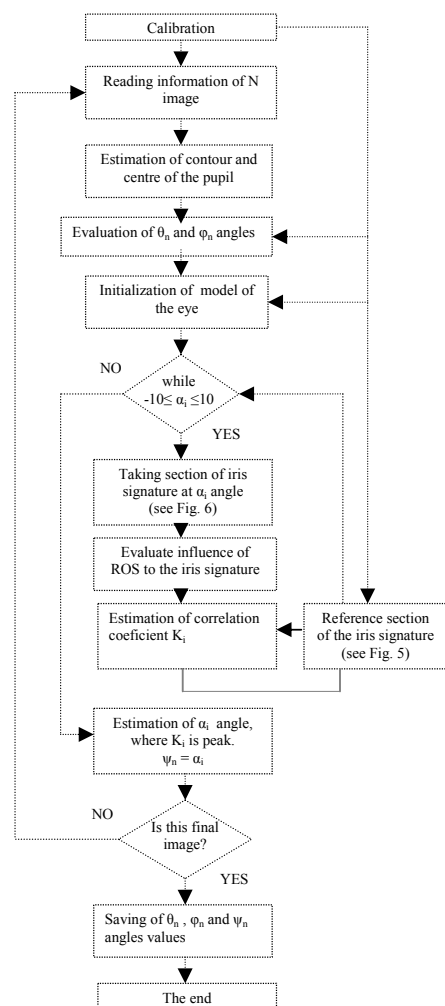 Calibration
Reading information of N
image
Estimation of contour and
centre of the pupil
Evaluation of θn and φn angles
Initialization of model of
the eye
NO
while
-10≤ αi ≤10
YES
Taking section of iris
signature at αi angle
(see Fig. 6)
Evaluate influence of
ROS to the iris signature
Estimation of correlation
coeficient Ki
Reference section
of the iris signature
(see Fig. 5)
Estimation of αi angle,
where Ki is peak.
ψn = αi
NO
Is this final
image?
YES
Saving of θn , φn and ψn
angles values
The end